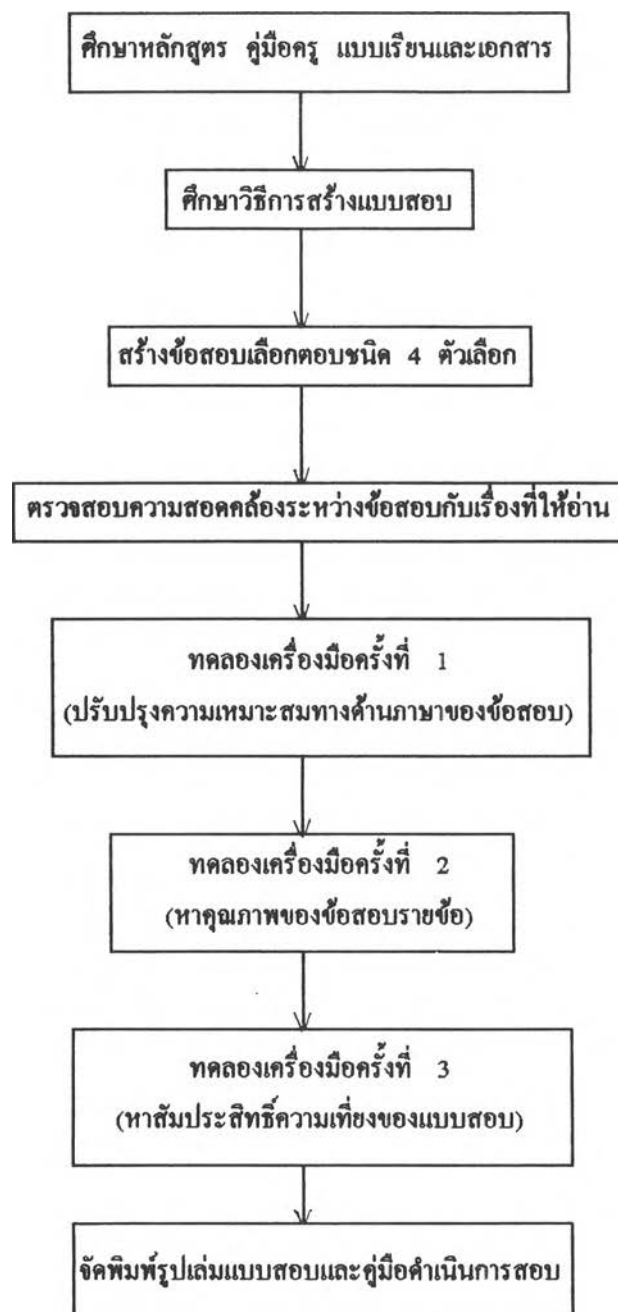 ศึกษาหลักสูตร คู่มือครู แบบเรียนและเอกสาร
ศึกษาวิธีการสร้างแบบสอบ
สร้างข้อสอบเลือกตอบชนิด 4 ตัวเลือก
ตรวจสอบความสอดคล้องระหว่างข้อสอบกับเรื่องที่ให้อ่าน
ทดลองเครื่องมือครั้งที่ 1
(ปรับปรุงความเหมาะสมทางด้านภาษาของข้อสอบ)
ทดลองเครื่องมือครั้งที่ 2
(หาคุณภาพของข้อสอบรายข้อ)
ทดลองเครื่องมือครั้งที่ 3
(หาสัมประสิทธิ์ความเที่ยงของแบบสอบ)
จัดพิมพ์รูปเล่มแบบสอบและคู่มือดำเนินการสอบ